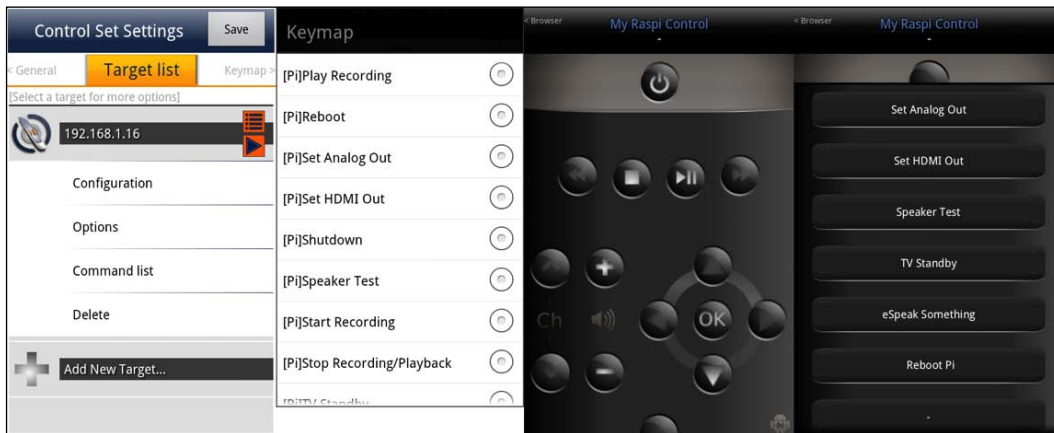 Control Set Settings
Save
< General
Target list
Keymap >
[Select a target for more options]
192.168.1.16
Configuration
Options
Command list
Delete
Add New Target...
Keymap
[Pi]Play Recording
[Pi]Reboot
[Pi]Set Analog Out
[Pi]Set HDMI Out
[Pi]Shutdown
[Pi]Speaker Test
[Pi]Start Recording
[Pi]Stop Recording/Playback
[Pi]TV Standby
< Browser
My Raspi Control
-
Ch
OK
< Browser
My Raspi Control
-
Set Analog Out
Set HDMI Out
Speaker Test
TV Standby
eSpeak Something
Reboot Pi
-